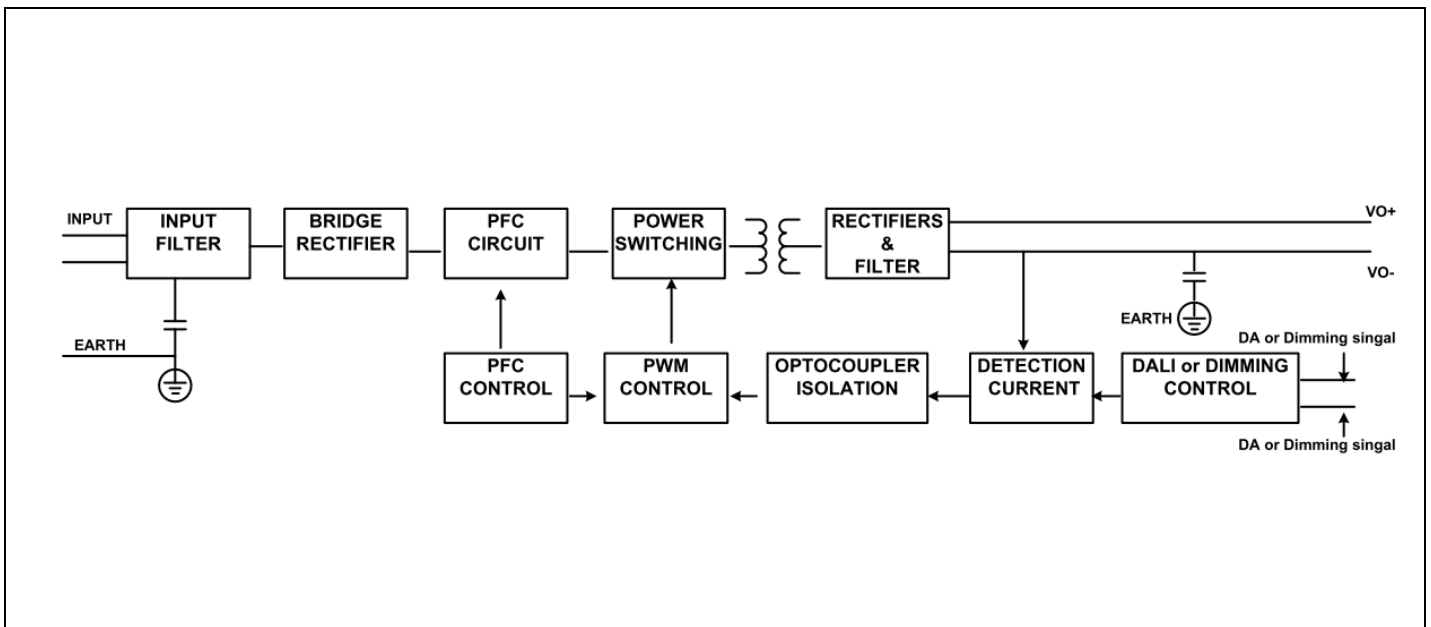 INPUT
INPUT
FILTER
BRIDGE
RECTIFIER
PFC
CIRCUIT
POWER
SWITCHING
RECTIFIERS
&
FILTER
VO+
VO-
EARTH
EARTH
DA or Dimming singal
PFC
CONTROL
PWM
CONTROL
OPTOCOUPLER
ISOLATION
DETECTION
CURRENT
DALI or DIMMING
CONTROL
DA or Dimming singal